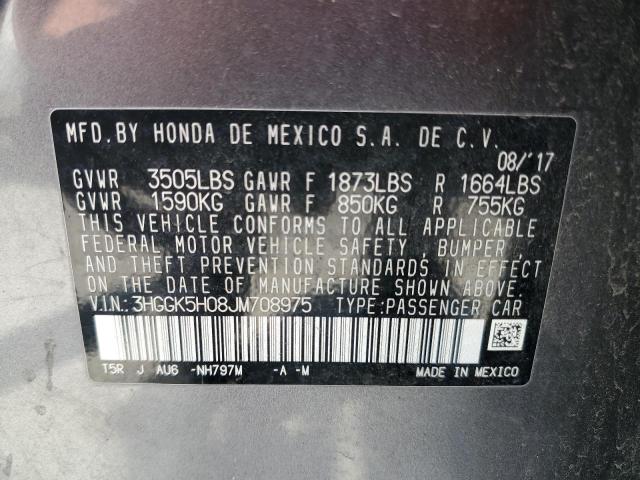 MFD. BY HONDA DE MEXICO S.A. DE C.V.
08/'17
GVWR 3505LBS GAWR F 1873LBS R 1664LBS
GVWR 1590KG GAWR F 850KG R 755KG
THIS VEHICLE CONFORMS TO ALL APPLICABLE
FEDERAL MOTOR VEHICLE SAFETY, BUMPER,
AND THEFT PREVENTION STANDARDS IN EFFECT
ON THE DATE OF MANUFACTURE SHOWN ABOVE.
V.I.N.: 3HGGK5H08JM708975 TYPE: PASSENGER CAR
T5R J AU6 -NH797M -A -M
MADE IN MEXICO